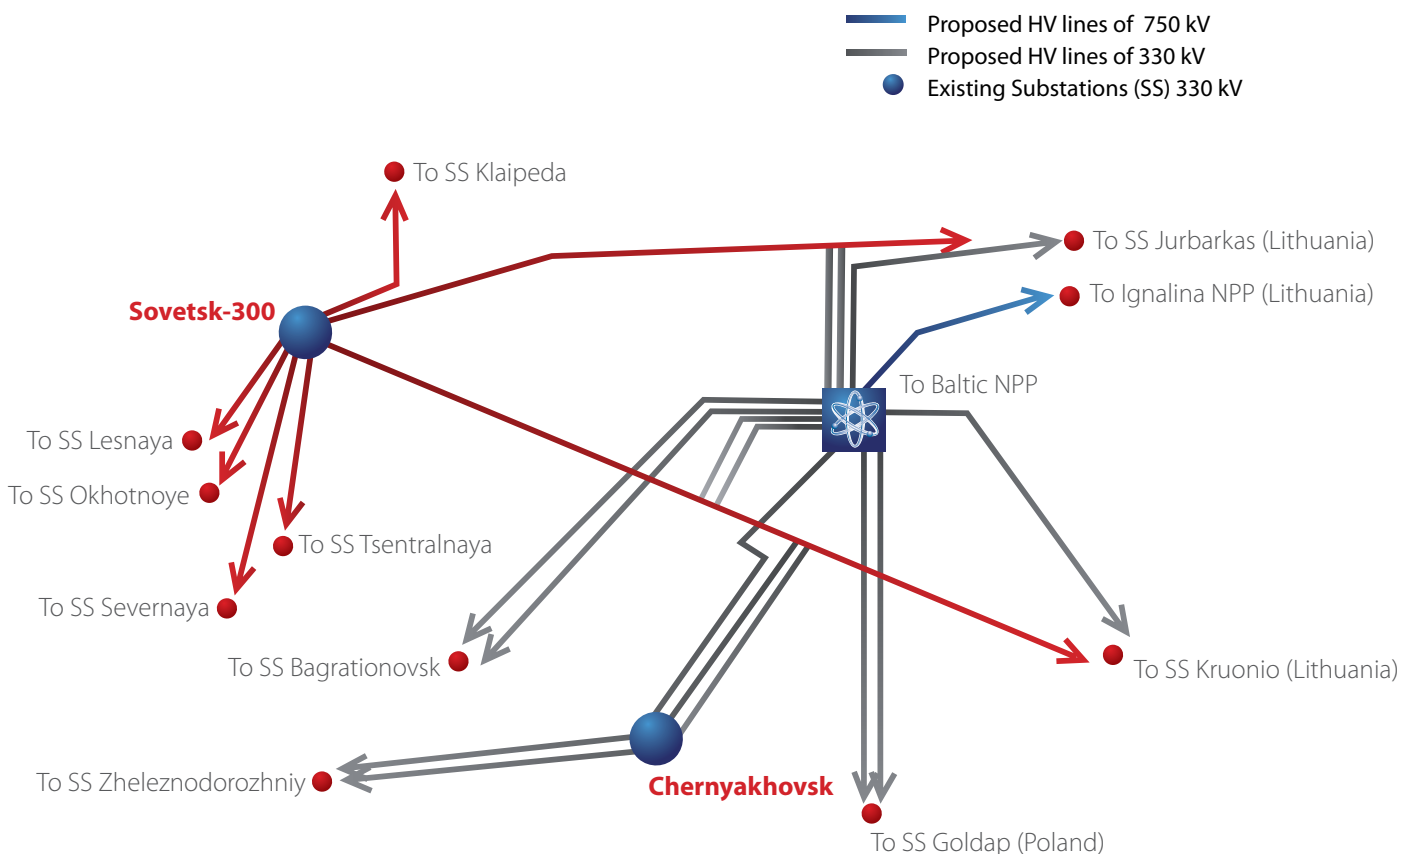 Proposed HV lines of 750 kV
Proposed HV lines of 330 kV
Existing Substations (SS) 330 kV
To SS Klaipeda
To SS Jurbarkas (Lithuania)
To Ignalina NPP (Lithuania)
Sovetsk-300
To Baltic NPP
To SS Lesnaya
To SS Okhotnoye
To SS Tsentralnaya
To SS Severnaya
To SS Bagrationovsk
To SS Kruonio (Lithuania)
To SS Zheleznodorozhniy
Chernyakhovsk
To SS Goldap (Poland)